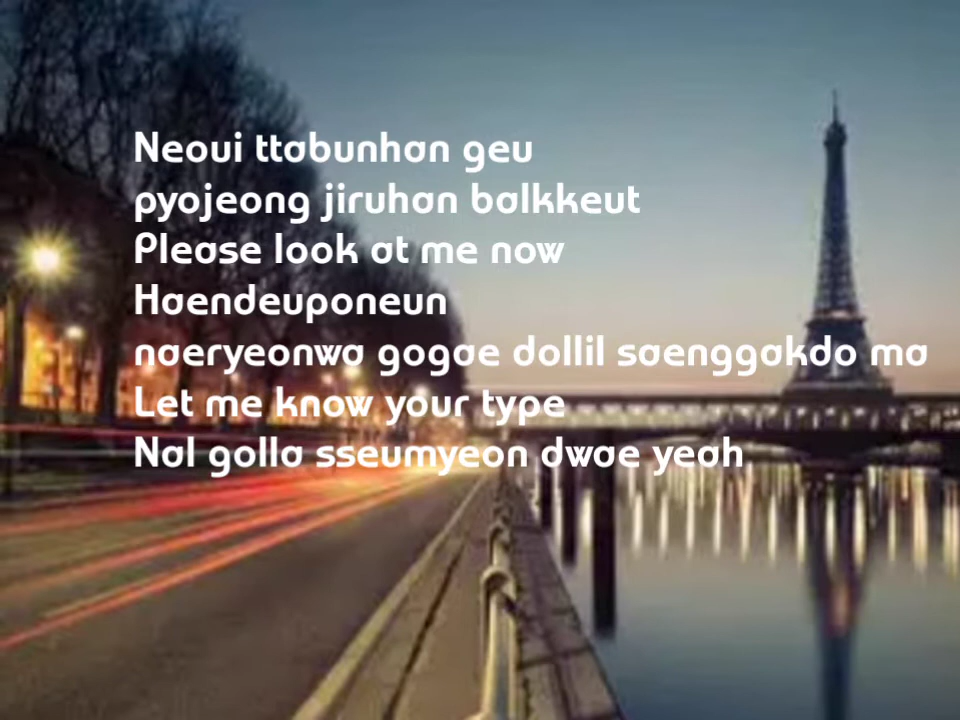 Neoui ttabunhan geu
pyojeong jiruhan balkkeut
Please look at me now
Haendeuponeun
naeryeonwa gogae dollil saenggakdo ma
Let me know your type
Nal golla sseumyeon dwae yeah